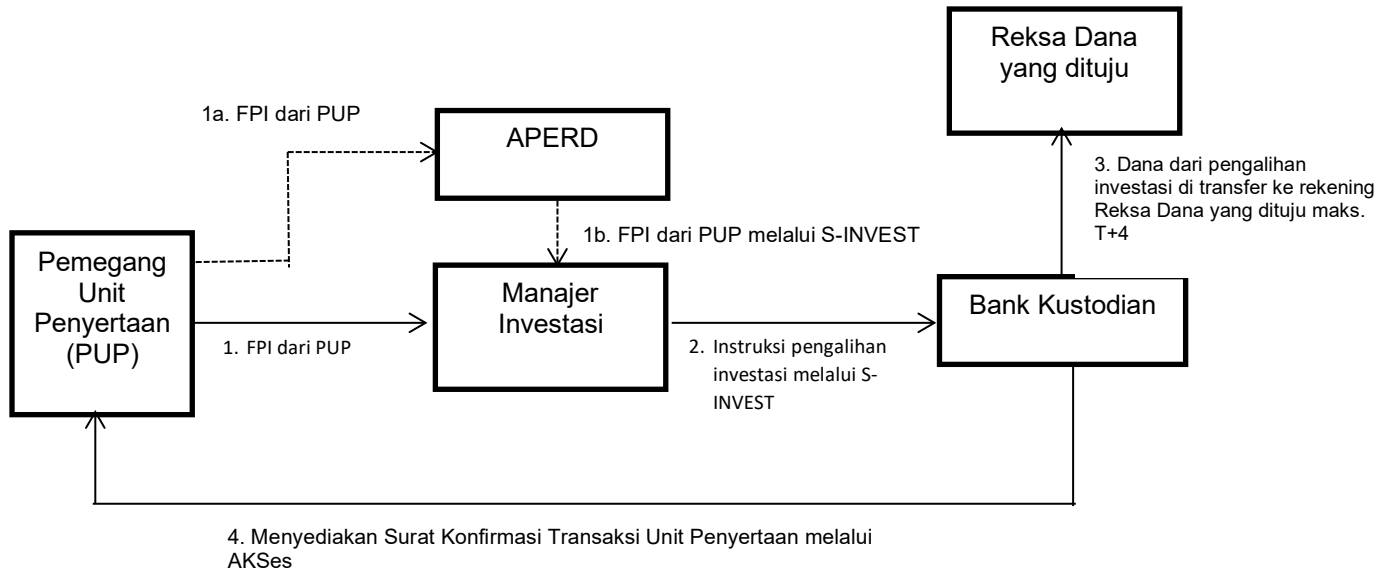 Reksa Dana
yang dituju
1a. FPI dari PUP
APERD
3. Dana dari pengalihan
investasi di transfer ke rekening
Reksa Dana yang dituju maks.
T+4
1b. FPI dari PUP melalui S-INVEST
Pemegang
Unit
Penyertaan
(PUP)
Manajer
Investasi
Bank Kustodian
1. FPI dari PUP
2. Instruksi pengalihan
investasi melalui S-
INVEST
4. Menyediakan Surat Konfirmasi Transaksi Unit Penyertaan melalui
AKSes